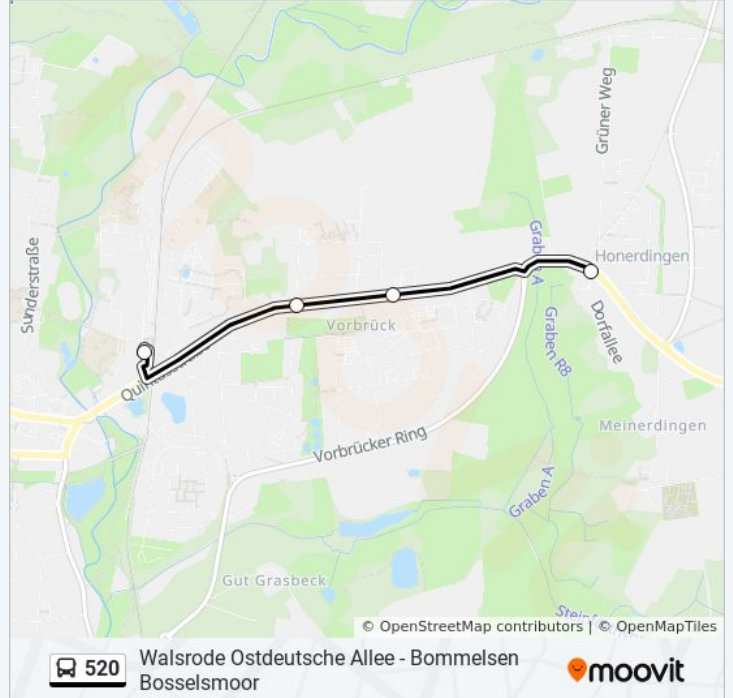 Grüner Weg
Sunderstraße
Graben A
Honerdingen
Vorbrück
Dorfallee
Graben R8
Meinerdingen
Vorbrücker Ring
Graben A
Gut Grasbeck
© OpenStreetMap contributors | © OpenMapTiles
520
Walsrode Ostdeutsche Allee - Bommelsen
Bosselsmoor
moovit